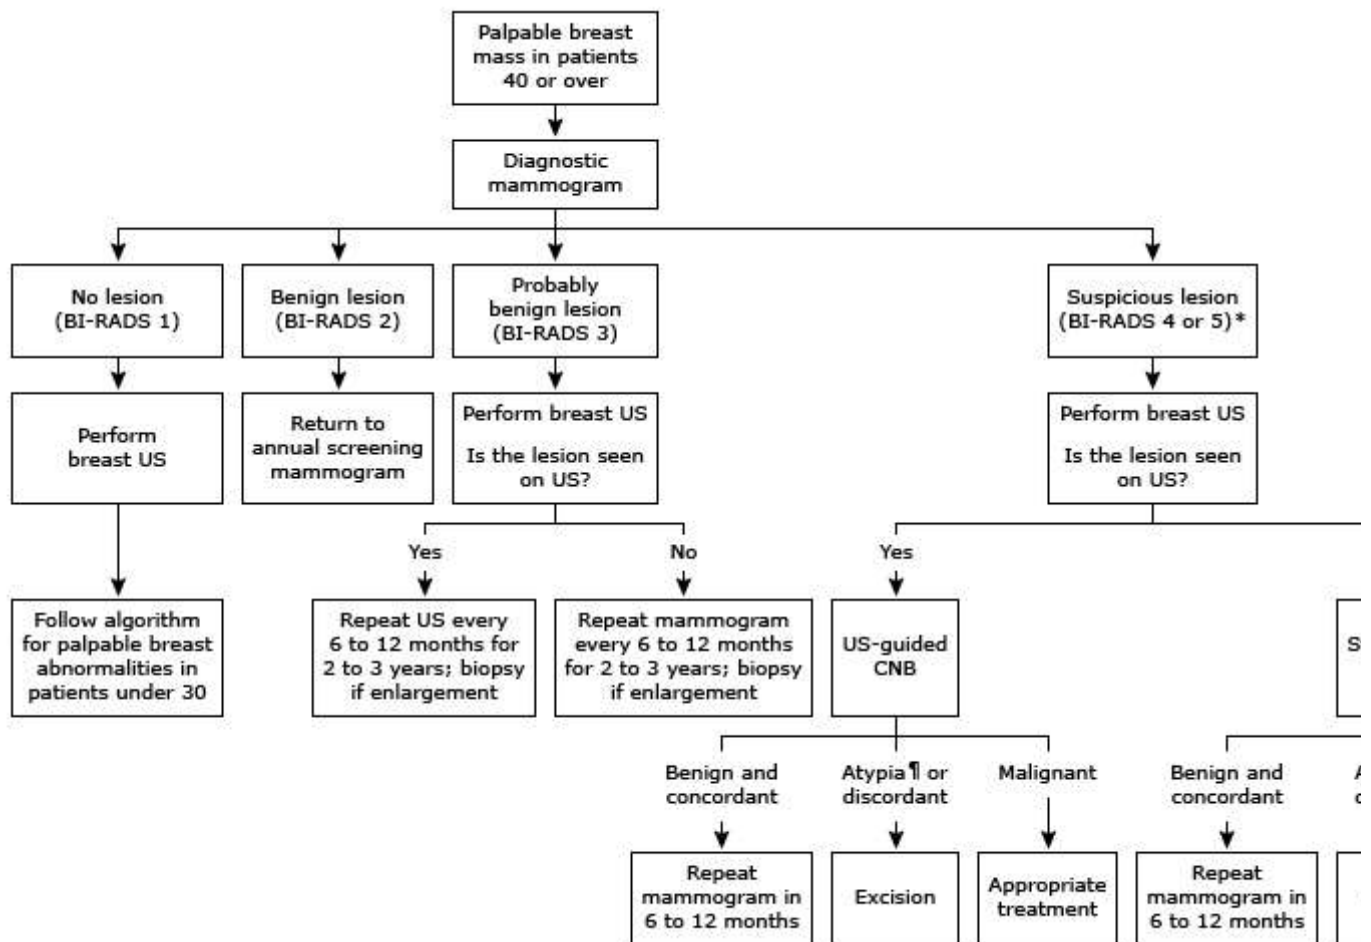 Palpable breast
mass in patients
40 or over
Diagnostic
mammogram
No lesion
(BI-RADS 1)
Benign lesion
(BI-RADS 2)
Probably
benign lesion
(BI-RADS 3)
Suspicious lesion
(BI-RADS 4 or 5)*
Perform
breast US
Return to
annual screening
mammogram
Perform breast US
Is the lesion seen
on US?
Perform breast US
Is the lesion seen
on US?
Yes
No
Yes
Follow algorithm
for palpable breast
abnormalities in
patients under 30
Repeat US every
6 to 12 months for
2 to 3 years; biopsy
if enlargement
Repeat mammogram
every 6 to 12 months
for 2 to 3 years; biopsy
if enlargement
US-guided
CNB
Benign and
concordant
Atypia¶ or
discordant
Malignant
Benign and
concordant
Repeat
mammogram in
6 to 12 months
Excision
Appropriate
treatment
Repeat
mammogram in
6 to 12 months